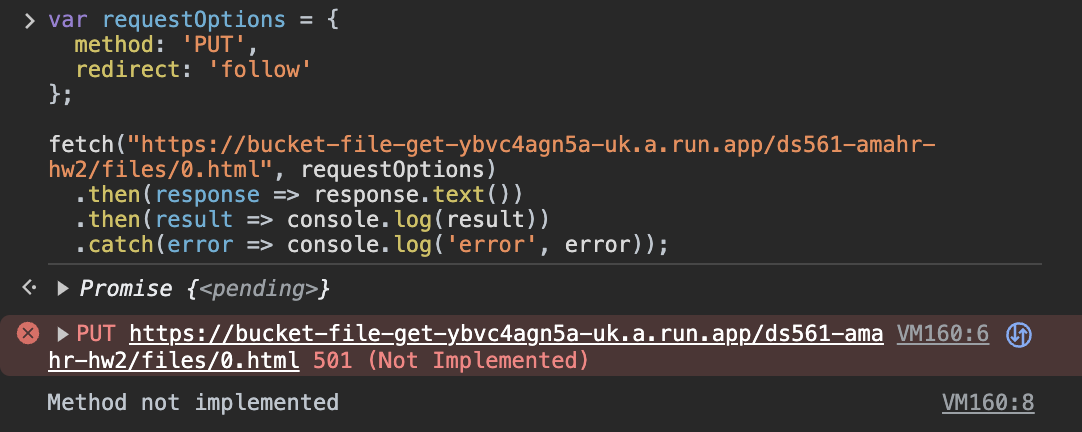 var requestOptions = {
  method: 'PUT',
  redirect: 'follow'
};

fetch("https://bucket-file-get-ybvc4agn5a-uk.a.run.app/ds561-amahr-
hw2/files/0.html", requestOptions)
  .then(response => response.text())
  .then(result => console.log(result))
  .catch(error => console.log('error', error));
Promise {<pending>}
PUT https://bucket-file-get-ybvc4agn5a-uk.a.run.app/ds561-ama VM160:6
hr-hw2/files/0.html 501 (Not Implemented)
Method not implemented VM160:8